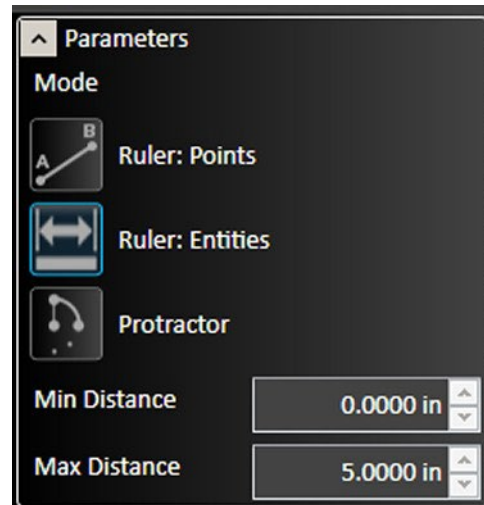 Parameters
Mode
A B
Ruler: Points
Ruler: Entities
Protractor
Min Distance 0.0000 in
Max Distance 5.0000 in